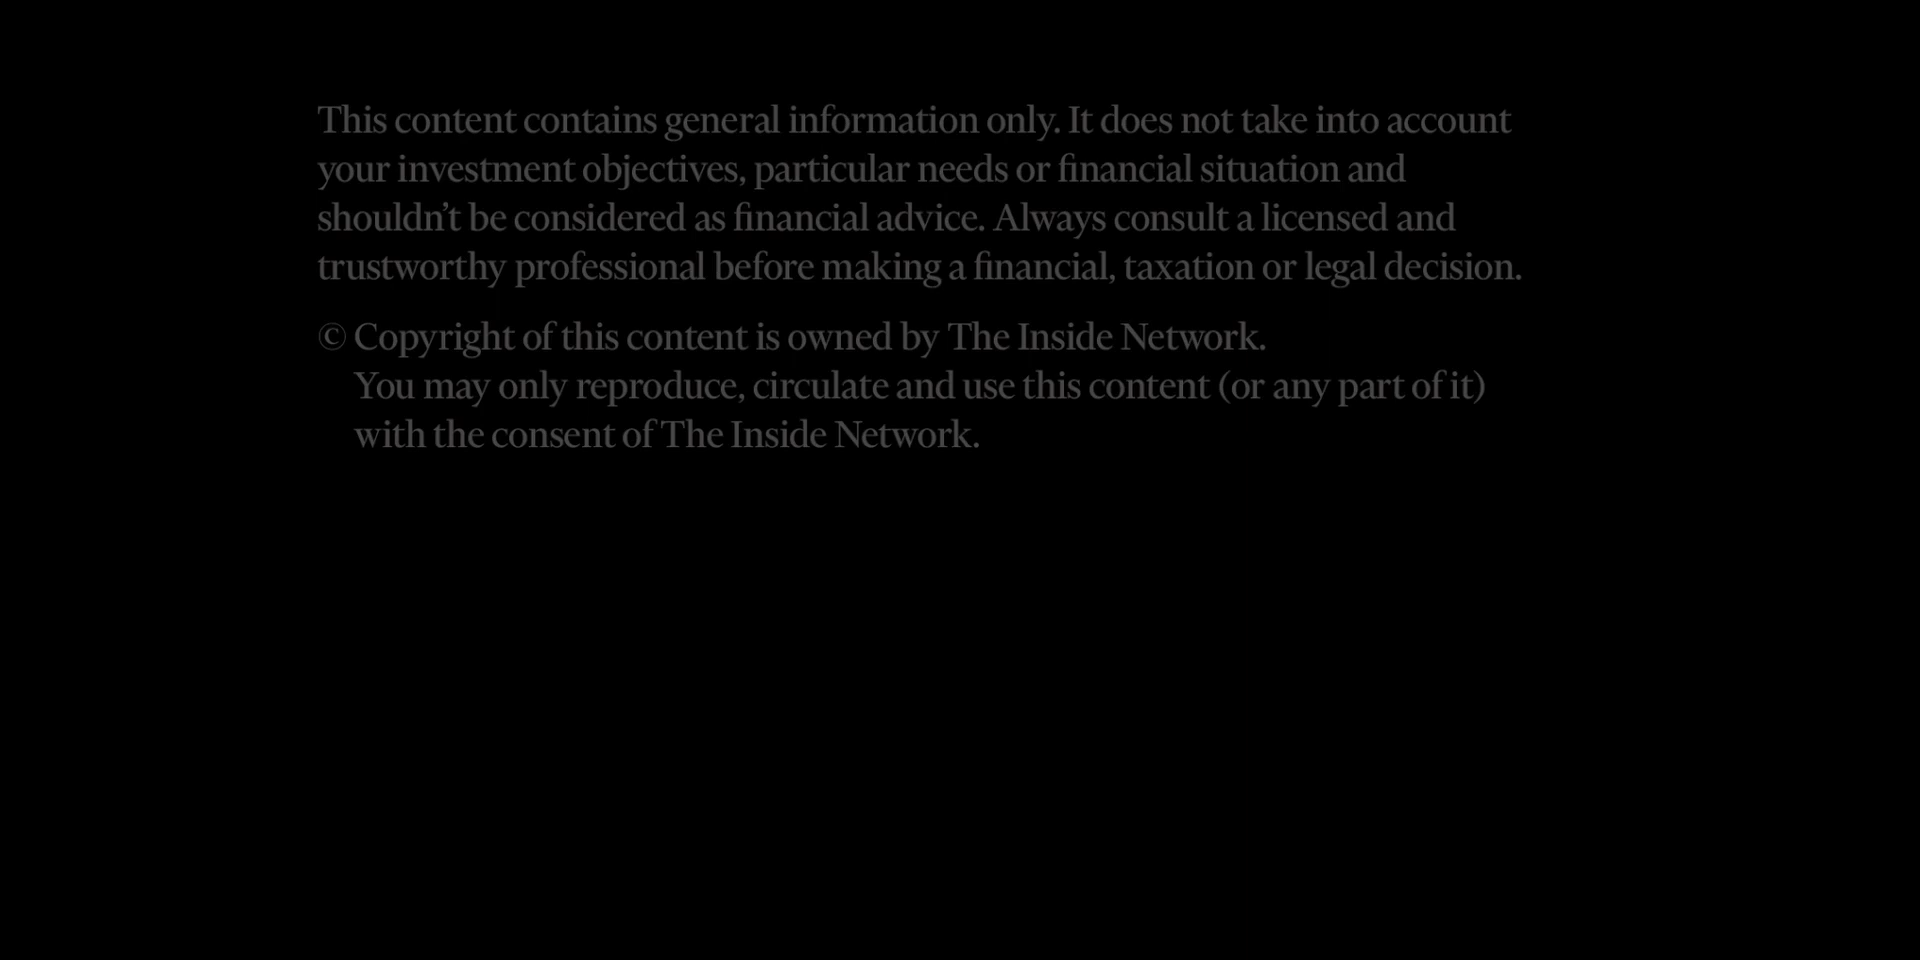 This content contains general information only. It does not take into account
your investment objectives, particular needs or financial situation and
shouldn’t be considered as financial advice. Always consult a licensed and
trustworthy professional before making a financial, taxation or legal decision.
© Copyright of this content is owned by The Inside Network.
You may only reproduce, circulate and use this content (or any part of it)
with the consent of The Inside Network.